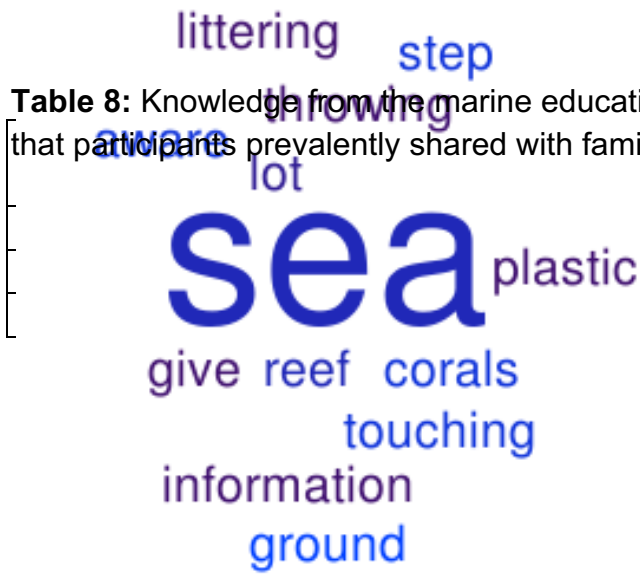 littering
step
Table 8: Knowledge from the marine educati
throwing
that participants prevalently shared with fami
aware
lot
sea
plastic
give reef corals
touching
information
ground